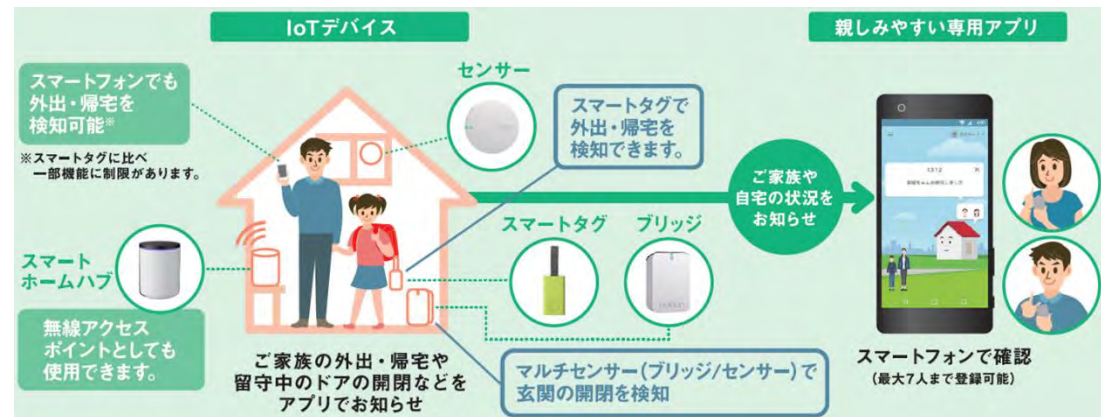 IoTデバイス
親しみやすい専用アプリ
スマートフォンでも
外出・帰宅を
検知可能※
※スマートタグに比べ
一部機能に制限があります。
センサー
スマートタグで
外出・帰宅を
検知できます。
ご家族や
自宅の状況を
お知らせ
スマートタグ
ブリッジ
スマート
ホームハブ
無線アクセス
ポイントとしても
使用できます。
ご家族の外出・帰宅や
留守中のドアの開閉などを
アプリでお知らせ
マルチセンサー(ブリッジ/センサー)で
玄関の開閉を検知
スマートフォンで確認
(最大7人まで登録可能)